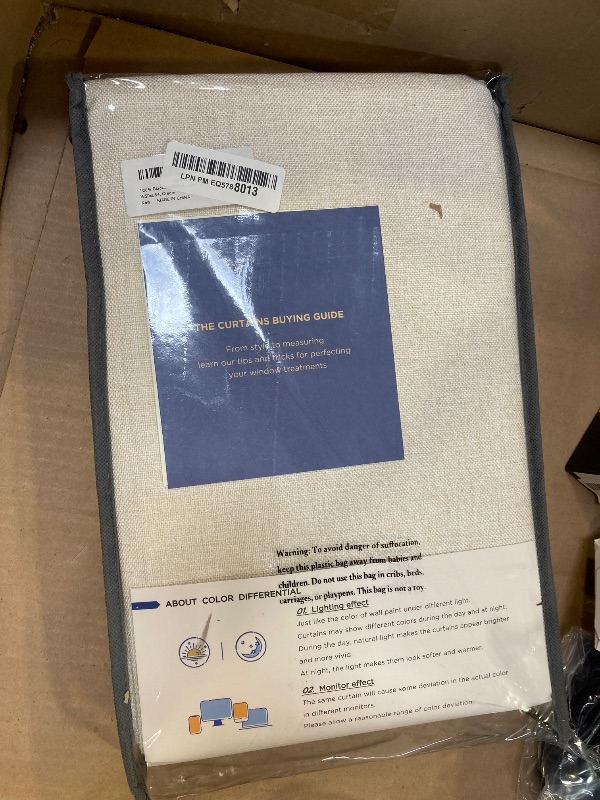 LPN PM EQ5788013
MADE IN CHINA
THE CURTAINS BUYING GUIDE
From style to measuring
learn our tips and tricks for perfecting
your window treatments
Warning: To avoid danger of suffocation,
keep this plastic bag away from babies and
children. Do not use this bag in cribs, beds,
carriages, or playpens. This bag is not a toy.
ABOUT COLOR DIFFERENTIAL
01. Lighting effect
Just like the color of wall paint under different light.
Curtains may show different colors during the day and at night.
During the day, natural light makes the curtains appear brighter
and more vivid.
At night, the light makes them look softer and warmer.
02. Monitor effect
The same curtain will cause some deviation in the actual color
in different monitors.
Please allow a reasonable range of color deviation.